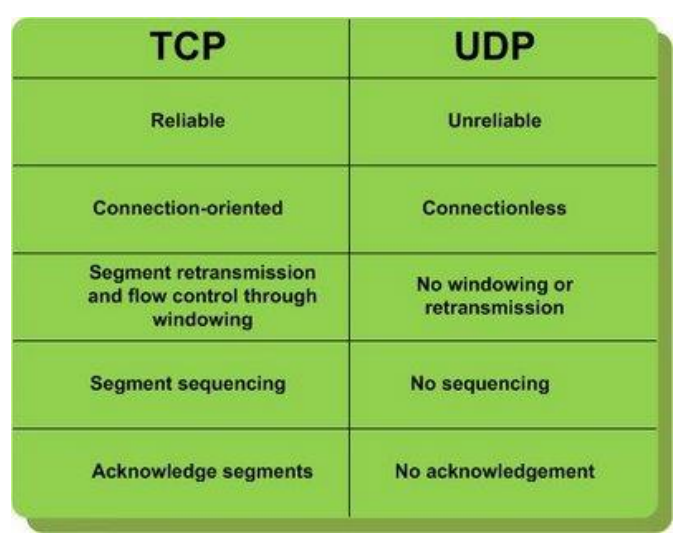 TCP
UDP
Reliable
Unreliable
Connection-oriented
Connectionless
Segment retransmission
and flow control through
windowing
No windowing or
retransmission
Segment sequencing
No sequencing
Acknowledge segments
No acknowledgement